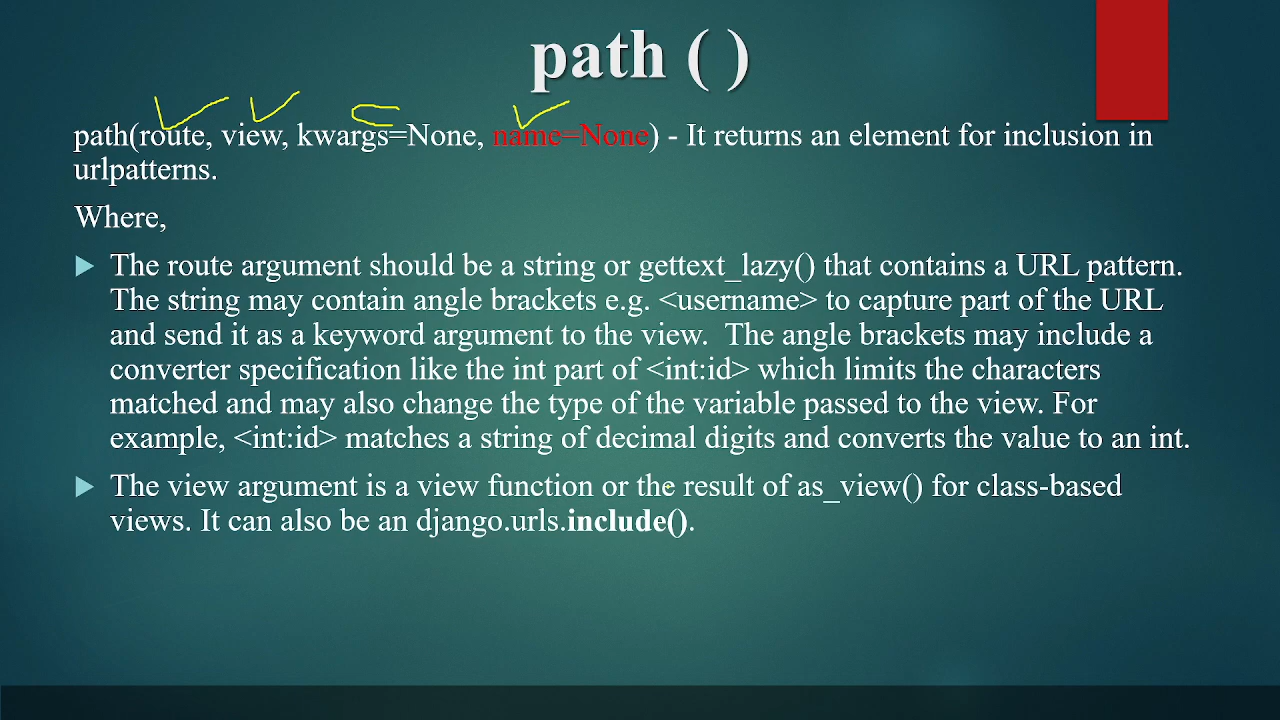 path ( )
path(route, view, kwargs=None, name=None) - It returns an element for inclusion in
urlpatterns.
Where,
The route argument should be a string or gettext_lazy() that contains a URL pattern.
The string may contain angle brackets e.g. <username> to capture part of the URL
and send it as a keyword argument to the view.  The angle brackets may include a
converter specification like the int part of <int:id> which limits the characters
matched and may also change the type of the variable passed to the view. For
example, <int:id> matches a string of decimal digits and converts the value to an int.
The view argument is a view function or the result of as_view() for class-based
views. It can also be an django.urls.include().